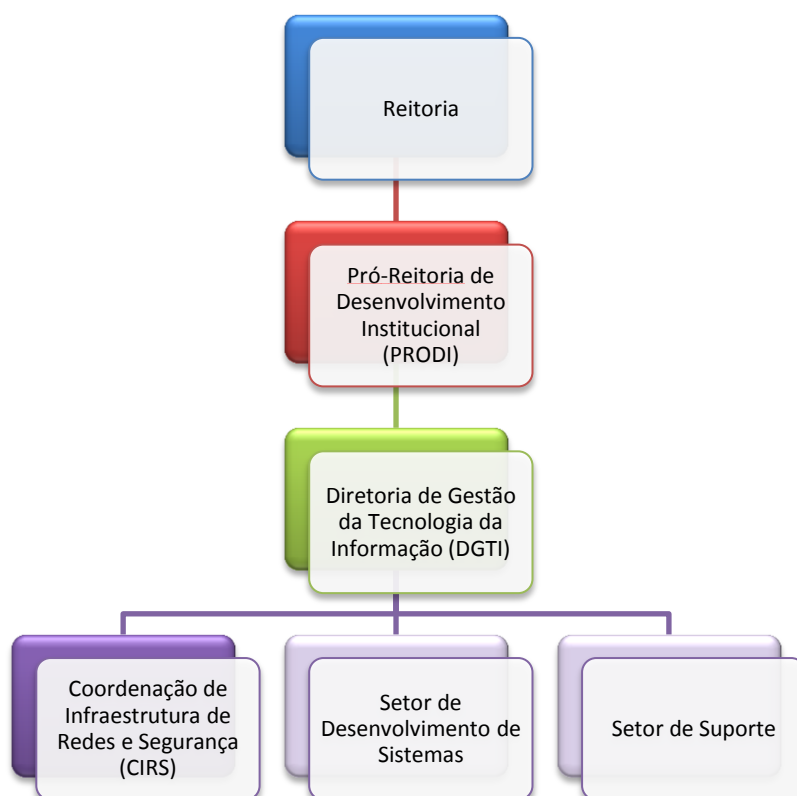 Reitoria
Pró-Reitoria de
Desenvolvimento
Institucional
(PRODI)
Diretoria de Gestão
da Tecnologia da
Informação (DGTI)
Coordenação de
Infraestrutura de
Redes e Segurança
(CIRS)
Setor de
Desenvolvimento de
Sistemas
Setor de Suporte